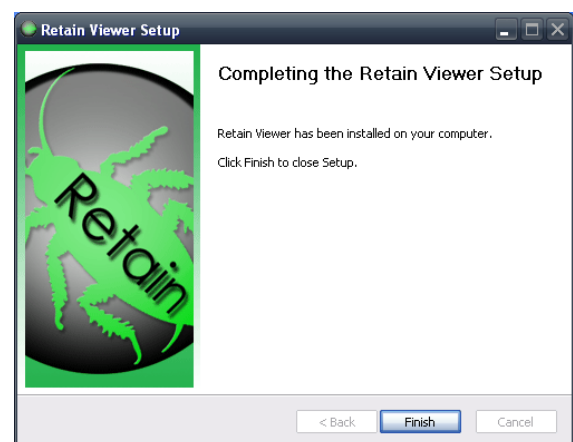 Retain Viewer Setup
Completing the Retain Viewer Setup
Retain Viewer has been installed on your computer.
Click Finish to close Setup.
Retain
< Back
Finish
Cancel